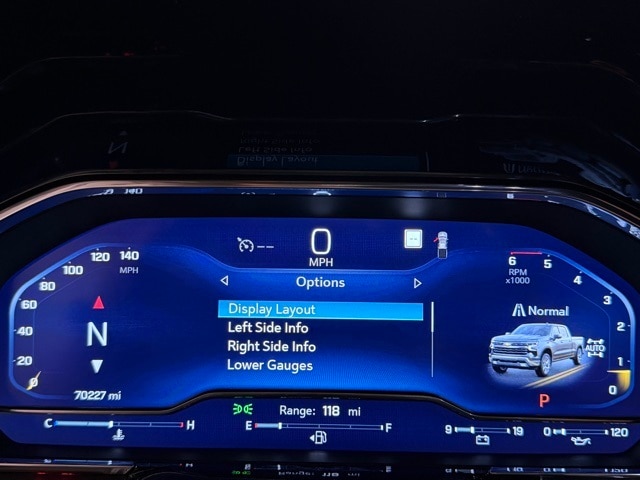 0
MPH
Options
Display Layout
Left Side Info
Right Side Info
Lower Gauges
140
120
100
80
60
40
20
0
MPH
N
70227 mi
6
5
4
3
2
1
0
RPM
x1000
Normal
AUTO
P
C H
E F
Range: 118 mi
9 19
0 120